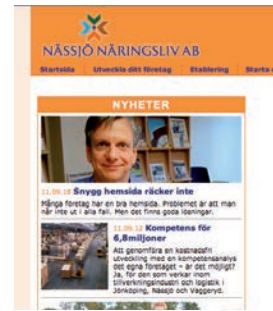 NÄSSJÖ NÄRINGSLIV AB
Startsida Utveckla ditt företag Etablering Starta
NYHETER
11.09.18 Snygg hemsida räcker inte
Många företag har en bra hemsida. Problemet är att man
når inte ut i alla fall. Men det finns goda lösningar.
11.09.12 Kompetens för
6,8miljoner
Att genomföra en kostnadsfri
utveckling med en kompetensanalys
det egna företaget - är det möjligt?
Ja, för den som verkar inom
tillverkningsindustri och logistik i
Jönköping, Nässjö och Vaggeryd.